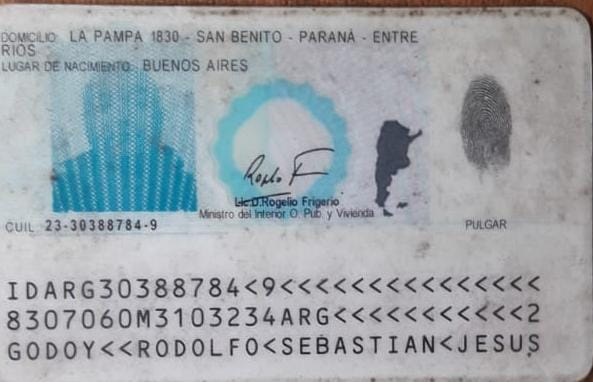 DOMICILIO: LA PAMPA 1830 - SAN BENITO - PARANÁ - ENTRE
RIOS
LUGAR DE NACIMIENTO: BUENOS AIRES
Lic.D.Rogelio Frigerio
Ministro del Interior O. Pub. y Vivienda
CUIL 23-30388784-9
PULGAR
IDARG30388784<9<<<<<<<<<<<<<<<
8307060M3103234ARG<<<<<<<<<<<2
GODOY<<RODOLFO<SEBASTIAN<JESUS